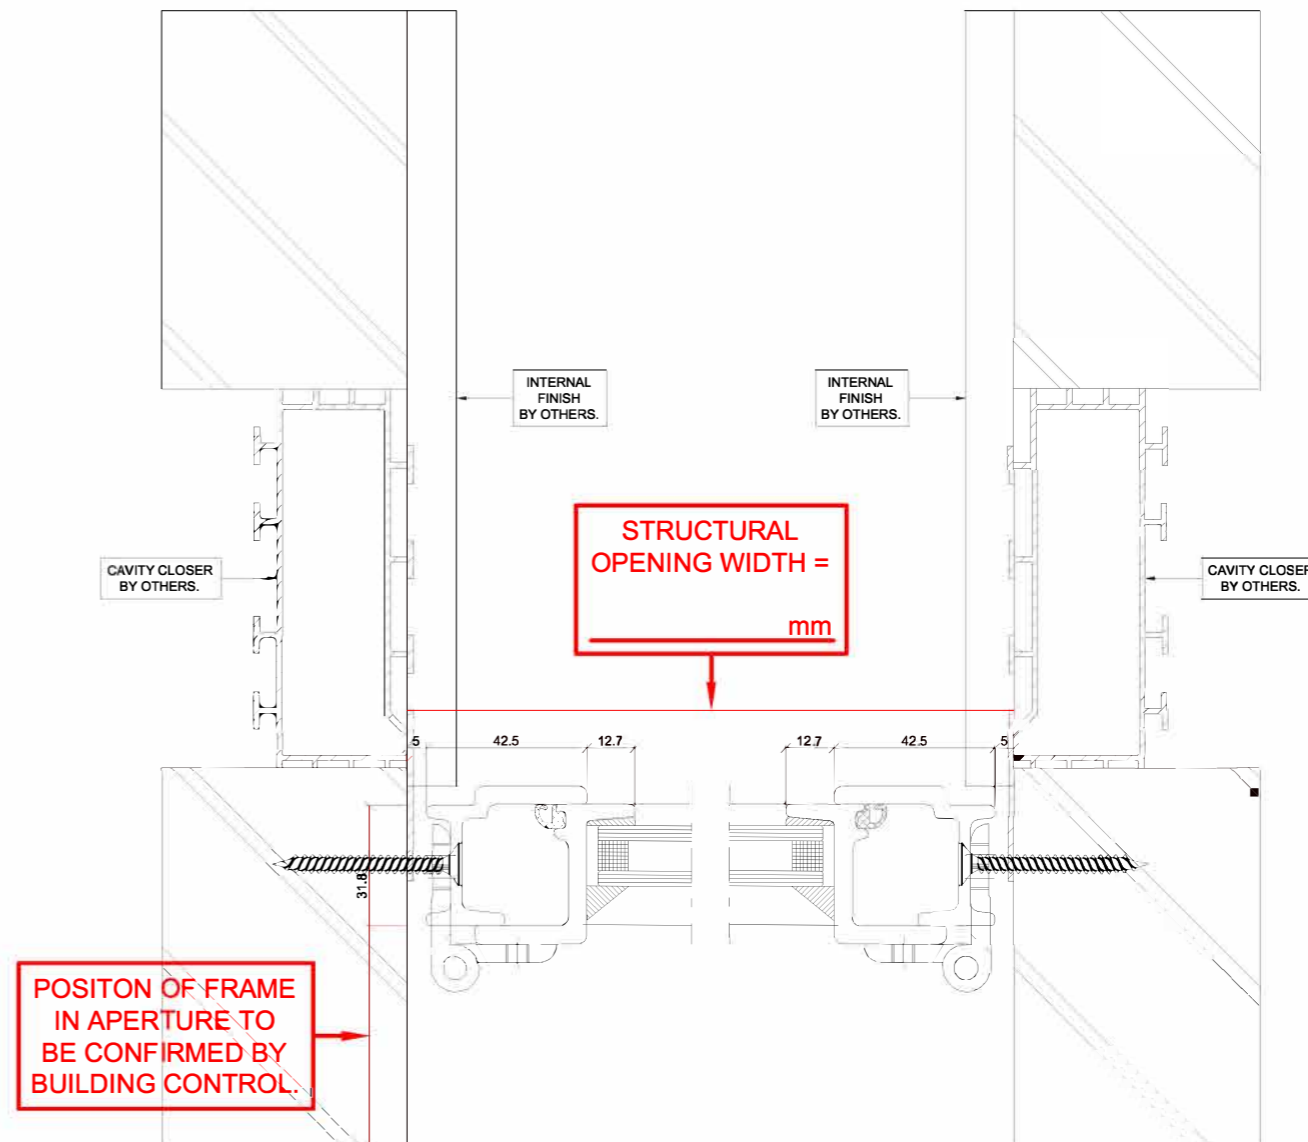 INTERNAL
FINISH
BY OTHERS.
INTERNAL
FINISH
BY OTHERS.
STRUCTURAL
OPENING WIDTH =
mm
CAVITY CLOSER
BY OTHERS.
CAVITY CLOSER
BY OTHERS.
5 42.5 12.7 12.7 42.5 5
31.8
POSITON OF FRAME
IN APERTURE TO
BE CONFIRMED BY
BUILDING CONTROL.